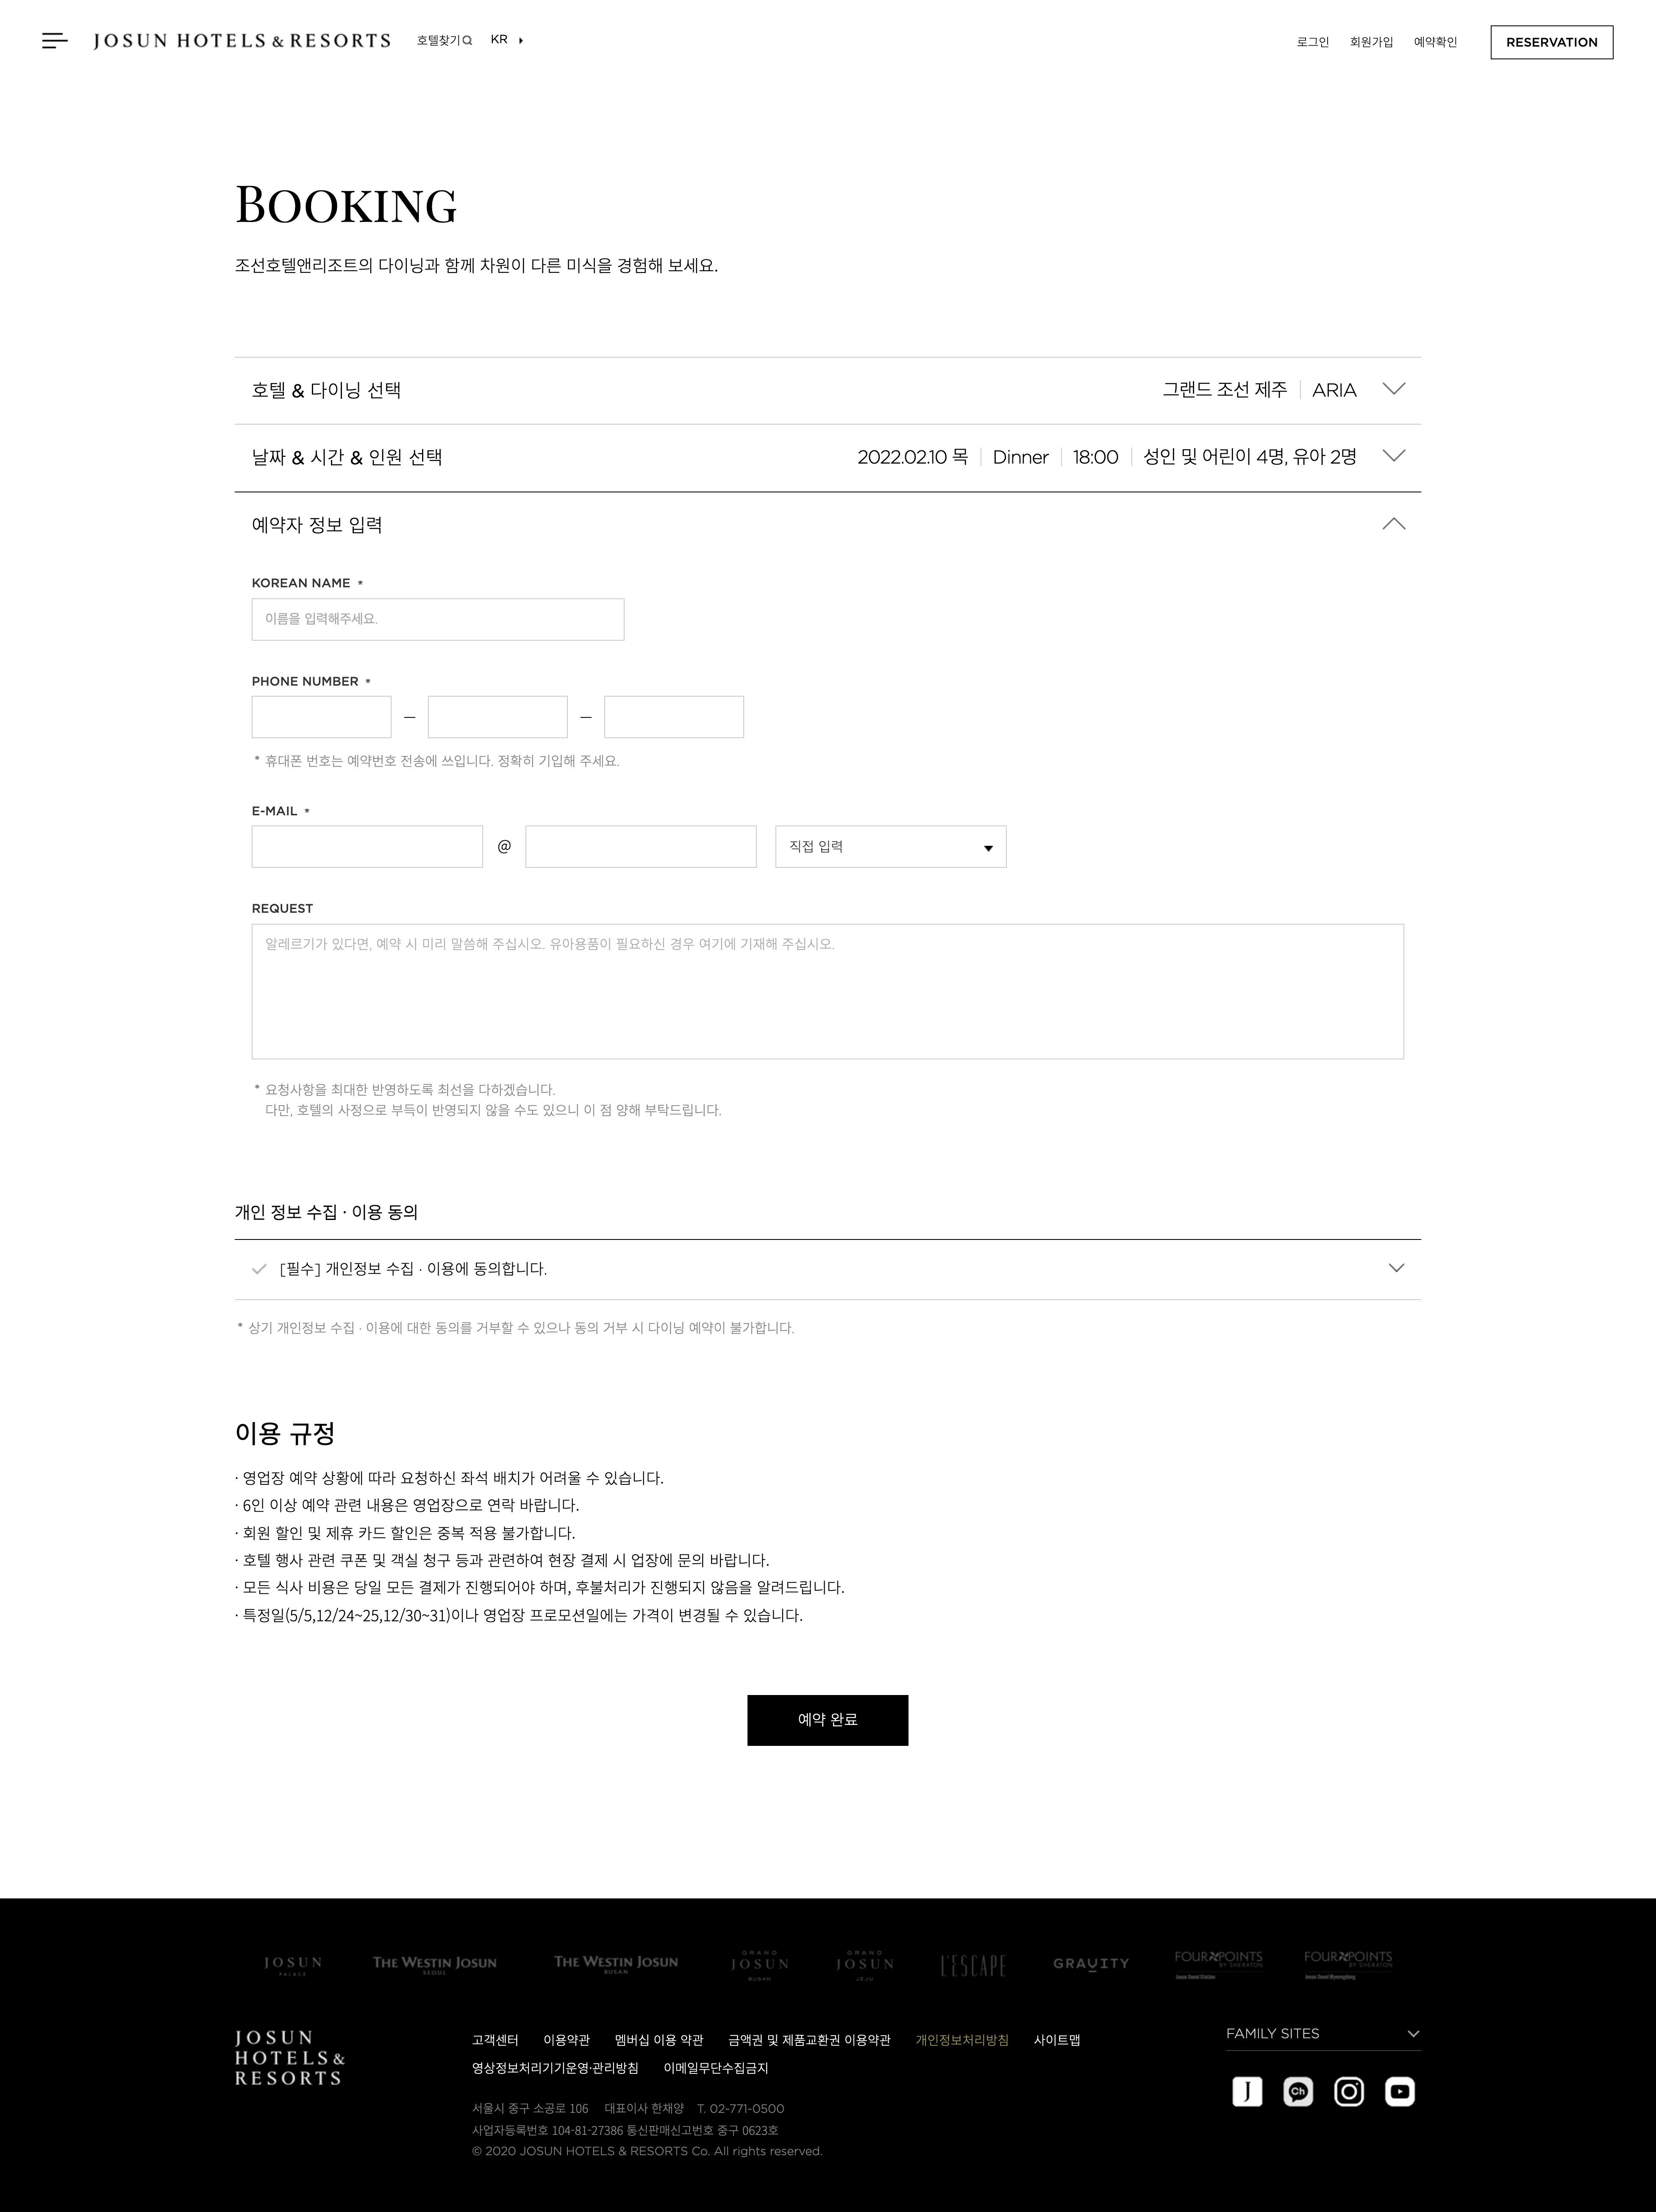 JOSUN HOTELS & RESORTS 호텔찾기 KR 로그인 회원가입 예약확인 RESERVATION
BOOKING
조선호텔앤리조트의 다이닝과 함께 차원이 다른 미식을 경험해 보세요.
호텔 & 다이닝 선택 그랜드 조선 제주 ARIA
날짜 & 시간 & 인원 선택 2022.02.10 목 Dinner 18:00 성인 및 어린이 4명, 유아 2명
예약자 정보 입력
KOREAN NAME *
이름을 입력해주세요.
PHONE NUMBER *
* 휴대폰 번호는 예약번호 전송에 쓰입니다. 정확히 기입해 주세요.
E-MAIL *
@ 직접 입력
REQUEST
알레르기가 있다면, 예약 시 미리 말씀해 주십시오. 유아용품이 필요하신 경우 여기에 기재해 주십시오.
* 요청사항을 최대한 반영하도록 최선을 다하겠습니다.
다만, 호텔의 사정으로 부득이 반영되지 않을 수도 있으니 이 점 양해 부탁드립니다.
개인 정보 수집 · 이용 동의
[필수] 개인정보 수집 · 이용에 동의합니다.
* 상기 개인정보 수집 · 이용에 대한 동의를 거부할 수 있으나 동의 거부 시 다이닝 예약이 불가합니다.
이용 규정
· 영업장 예약 상황에 따라 요청하신 좌석 배치가 어려울 수 있습니다.
· 6인 이상 예약 관련 내용은 영업장으로 연락 바랍니다.
· 회원 할인 및 제휴 카드 할인은 중복 적용 불가합니다.
· 호텔 행사 관련 쿠폰 및 객실 청구 등과 관련하여 현장 결제 시 업장에 문의 바랍니다.
· 모든 식사 비용은 당일 모든 결제가 진행되어야 하며, 후불처리가 진행되지 않음을 알려드립니다.
· 특정일(5/5,12/24~25,12/30~31)이나 영업장 프로모션일에는 가격이 변경될 수 있습니다.
예약 완료
JOSUN PALACE
THE WESTIN JOSUN SEOUL
THE WESTIN JOSUN BUSAN
GRAND JOSUN BUSAN
GRAND JOSUN JEJU
L'ESCAPE
GRAVITY
FOUR POINTS BY SHERATON Josun Seoul Station
FOUR POINTS BY SHERATON Josun Seoul Myeongdong
JOSUN
HOTELS &
RESORTS
고객센터 이용약관 멤버십 이용 약관 금액권 및 제품교환권 이용약관 개인정보처리방침 사이트맵
영상정보처리기기운영·관리방침 이메일무단수집금지
서울시 중구 소공로 106 대표이사 한채양 T. 02-771-0500
사업자등록번호 104-81-27386 통신판매신고번호 중구 0623호
© 2020 JOSUN HOTELS & RESORTS Co. All rights reserved.
FAMILY SITES
J Ch